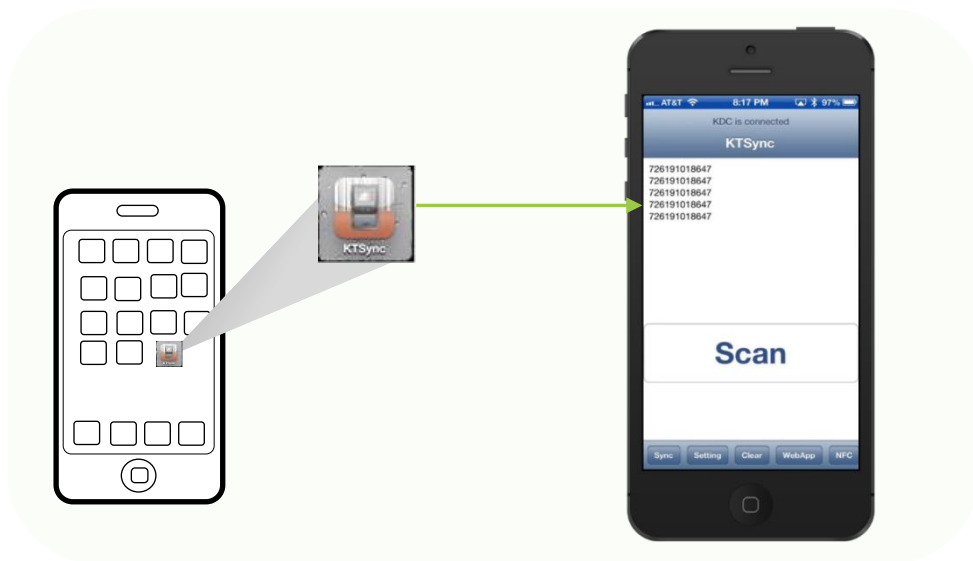 KTSync
AT&T 8:17 PM 97%
KDC is connected
KTSync
726191018647
726191018647
726191018647
726191018647
726191018647
Scan
Sync Setting Clear WebApp NFC